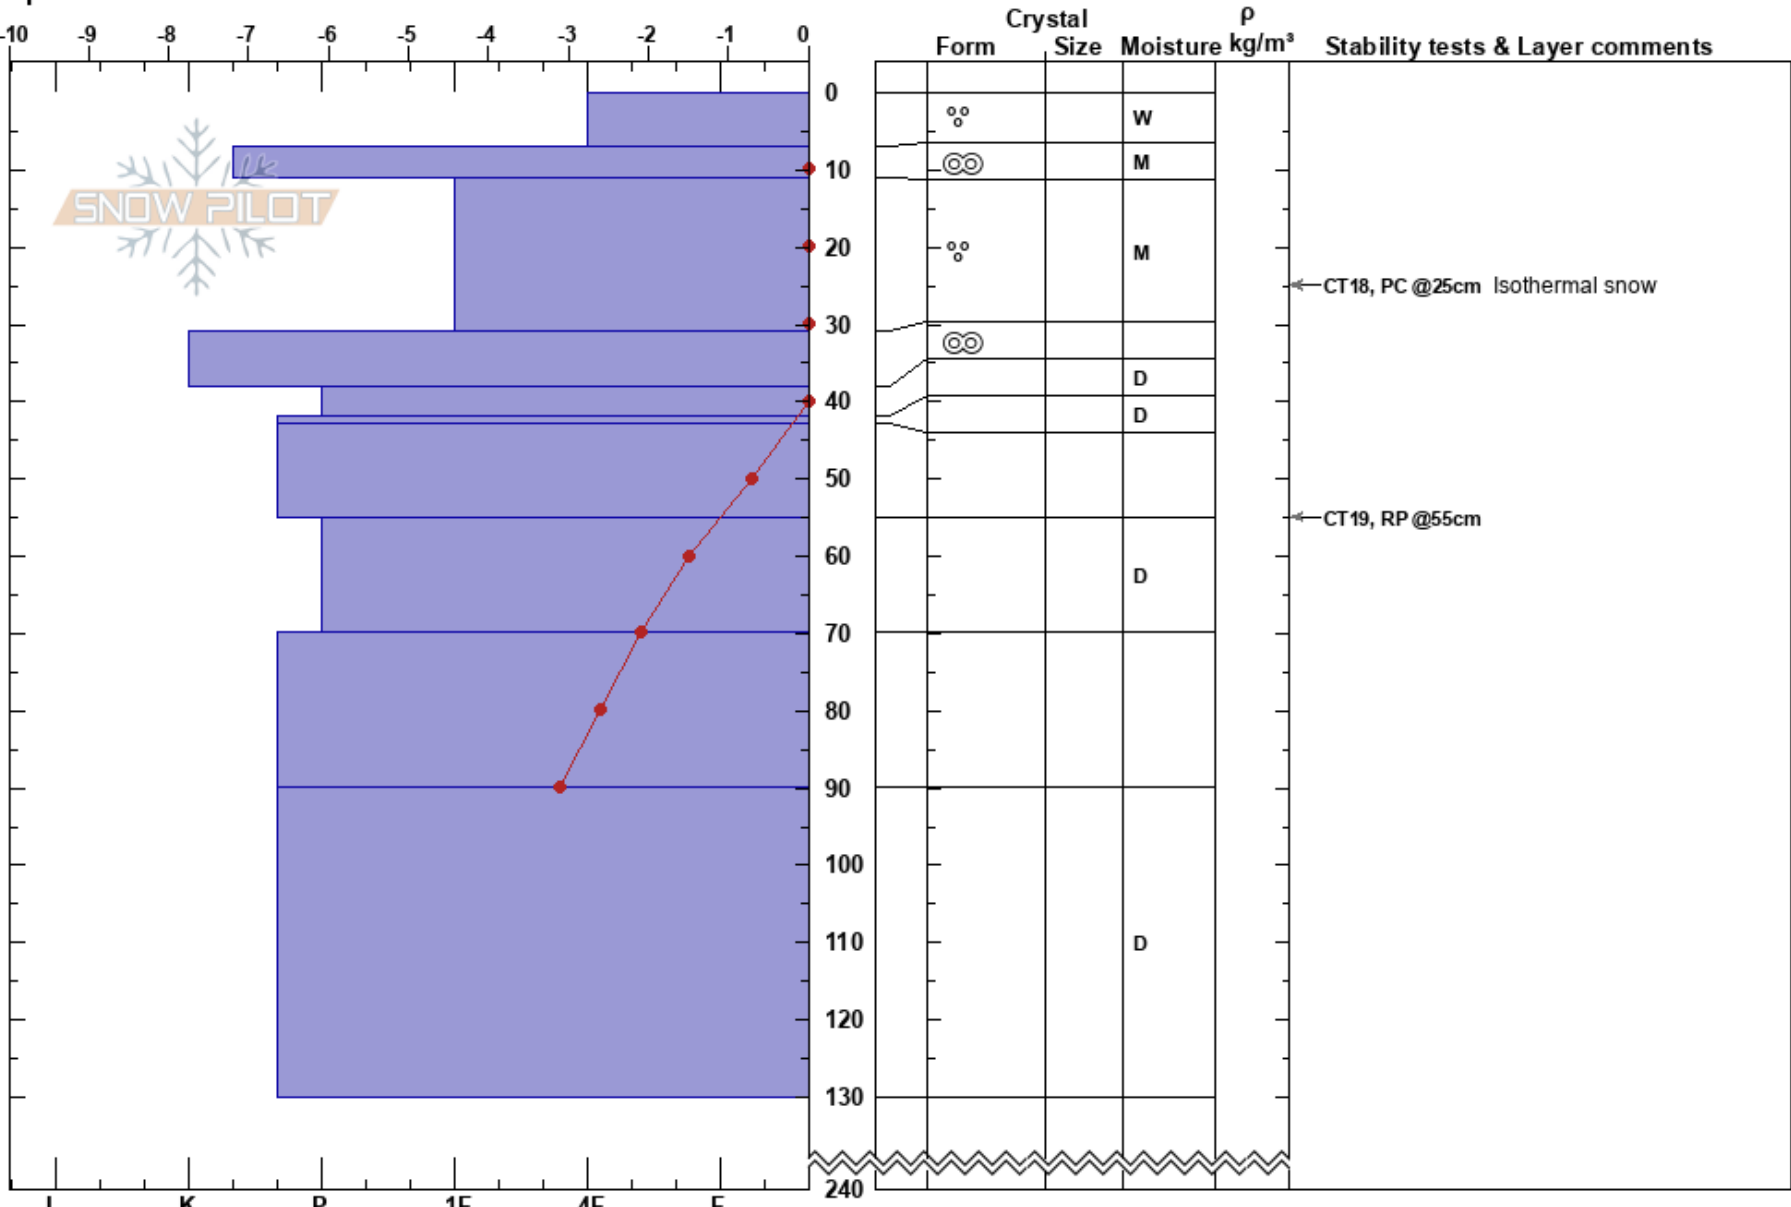 Crystal ρ
-10 -9 -8 -7 -6 -5 -4 -3 -2 -1 0 Form Size Moisture kg/m³ Stability tests & Layer comments
0
W
SNOW PILOT
10 M
20 M
CT18, PC @25cm Isothermal snow
30
D
40 D
50
CT19, RP @55cm
60 D
70
80
90
100
110 D
120
130
240
I K P 1F 4F F